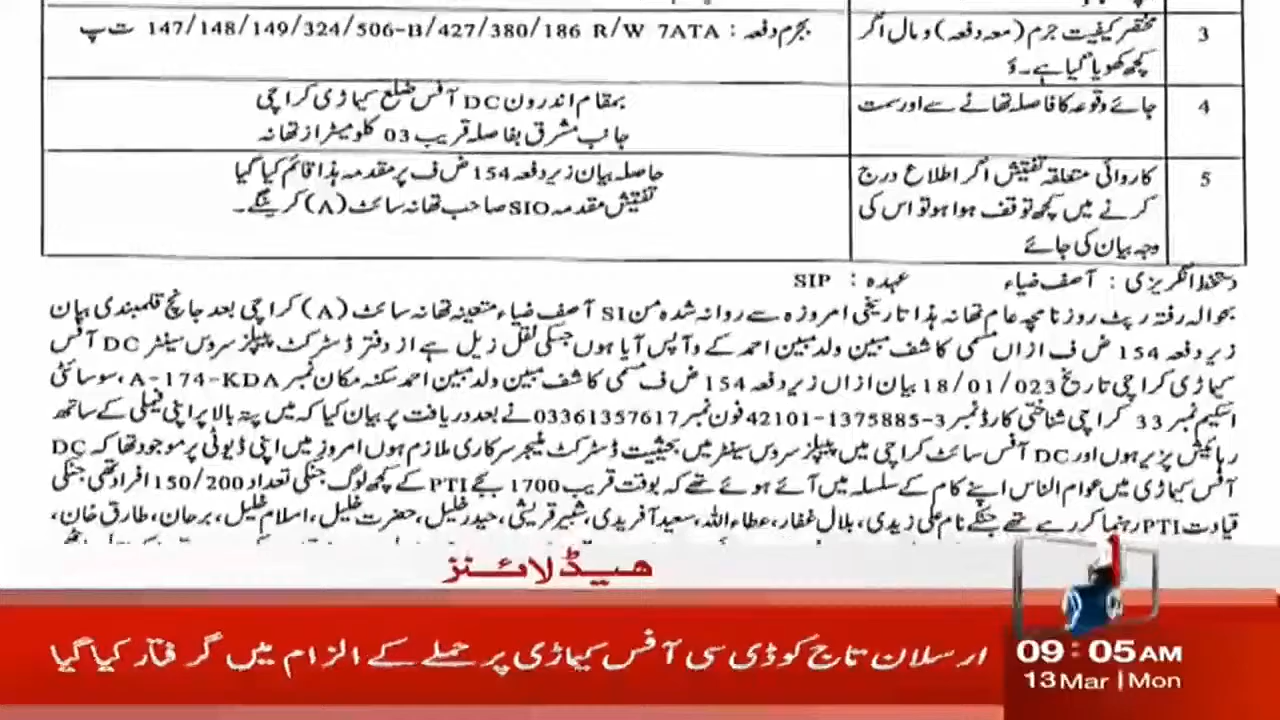 3 مختصر کیفیت جرم (معہ دفعہ) و مال اگر بجرم دفعہ : 147/148/149/324/506-B/427/380/186 R/W 7ATA ت پ
کچھ کھویا گیا ہے۔
4 جائے وقوعہ کا فاصلہ تھانے سے اور سمت بمقام اندرون DC آفس ضلع کیماڑی کراچی
جانب مشرق بفاصلہ قریب 03 کلومیٹر از تھانہ
5 کاروائی متعلقہ تفتیش اگر اطلاع درج حاصلہ بیان زیر دفعہ 154 ض ف پر مقدمہ ہذا قائم کیا گیا
کرنے میں کچھ توقف ہوا ہو تو اس کی تفتیش مقدمہ SIO صاحب تھانہ سائٹ (A) کرینگے۔
وجہ بیان کی جائے
دستخط انگریزی : آصف ضیاء عہدہ : SIP
بحوالہ رفتہ رپٹ روزنامچہ عام تھانہ ہذا تاریخی امروزہ سے روانہ شدہ من SI آصف ضیاء متعینہ تھانہ سائٹ (A) کراچی بعد جانچ قلمبندی بیان
زیر دفعہ 154 ض ف ازاں مسمی کاشف مبین ولد مبین احمد کے واپس آیا ہوں جسکی نقل زیل ہے از دفتر ڈسٹرکٹ پیپلز سروس سینٹر DC آفس
کیماڑی کراچی تاریخ 18/01/023 بیان ازاں زیر دفعہ 154 ض ف مسمی کاشف مبین ولد مبین احمد سکنہ مکان نمبر A-174-KDA، سوسائٹی
اسکیم نمبر 33 کراچی شناختی کارڈ نمبر 42101-1375885-3 فون نمبر 03361357617 نے بعد دریافت پر بیان کیا کہ میں پتہ بالا پر اپنی فیملی کے ساتھ
رہائیش پزیر ہوں اور DC آفس سائٹ کراچی میں پیپلز سروس سینٹر میں بحیثیت ڈسٹرکٹ منیجر سرکاری ملازم ہوں امروز میں اپنی ڈیوٹی پر موجود تھا کہ DC
آفس کیماڑی میں عوام الناس اپنے کام کے سلسلہ میں آئے ہوئے تھے کہ بوقت قریب 1700 بجے PTI کے کچھ لوگ جنکی تعداد 150/200 افراد تھی جنکی
قیادت PTI رہنما کر رہے تھے جنکے نام علی زیدی، بلال غفار، عطاء اللہ، سعید آفریدی، شبیر قریشی، حیدر خلیل، حضرت خلیل، اسلام خلیل، برحان، طارق خان،
ھیڈلائنز
ارسلان تاج کو ڈی سی آفس کیماڑی پر حملے کے الزام میں گرفتار کیا گیا
09:05AM
13 Mar | Mon